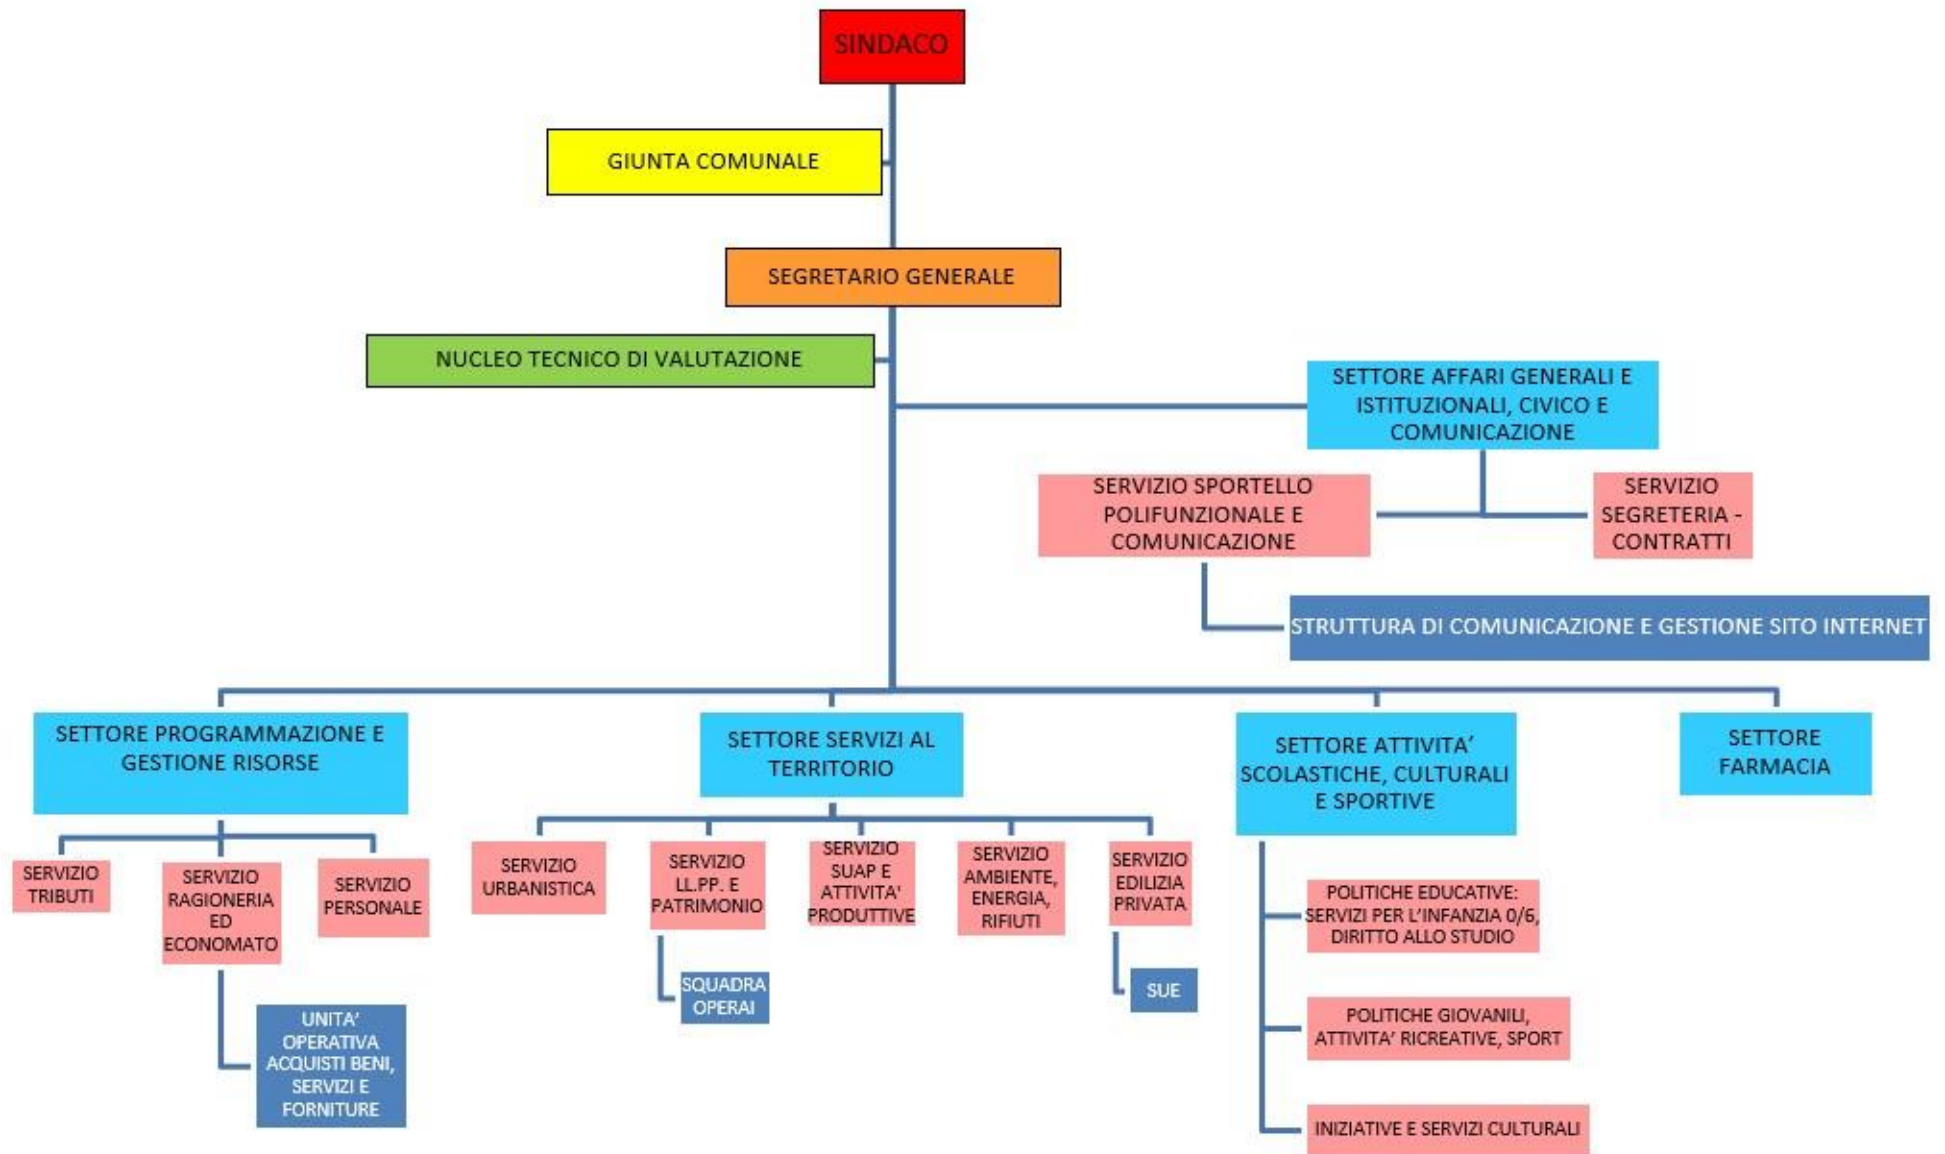 SINDACO
GIUNTA COMUNALE
SEGRETARIO GENERALE
NUCLEO TECNICO DI VALUTAZIONE
SETTORE AFFARI GENERALI E
ISTITUZIONALI, CIVICO E
COMUNICAZIONE
SERVIZIO SPORTELLO
POLIFUNZIONALE E
COMUNICAZIONE
SERVIZIO
SEGRETERIA -
CONTRATTI
STRUTTURA DI COMUNICAZIONE E GESTIONE SITO INTERNET
SETTORE PROGRAMMAZIONE E
GESTIONE RISORSE
SETTORE SERVIZI AL
TERRITORIO
SETTORE ATTIVITA’
SCOLASTICHE, CULTURALI
E SPORTIVE
SETTORE
FARMACIA
SERVIZIO
TRIBUTI
SERVIZIO
RAGIONERIA
ED
ECONOMATO
SERVIZIO
PERSONALE
UNITA’
OPERATIVA
ACQUISTI BENI,
SERVIZI E
FORNITURE
SERVIZIO
URBANISTICA
SERVIZIO
LL.PP. E
PATRIMONIO
SERVIZIO
SUAP E
ATTIVITA'
PRODUTTIVE
SERVIZIO
AMBIENTE,
ENERGIA,
RIFIUTI
SERVIZIO
EDILIZIA
PRIVATA
SQUADRA
OPERAI
SUE
POLITICHE EDUCATIVE:
SERVIZI PER L’INFANZIA 0/6,
DIRITTO ALLO STUDIO
POLITICHE GIOVANILI,
ATTIVITA’ RICREATIVE, SPORT
INIZIATIVE E SERVIZI CULTURALI